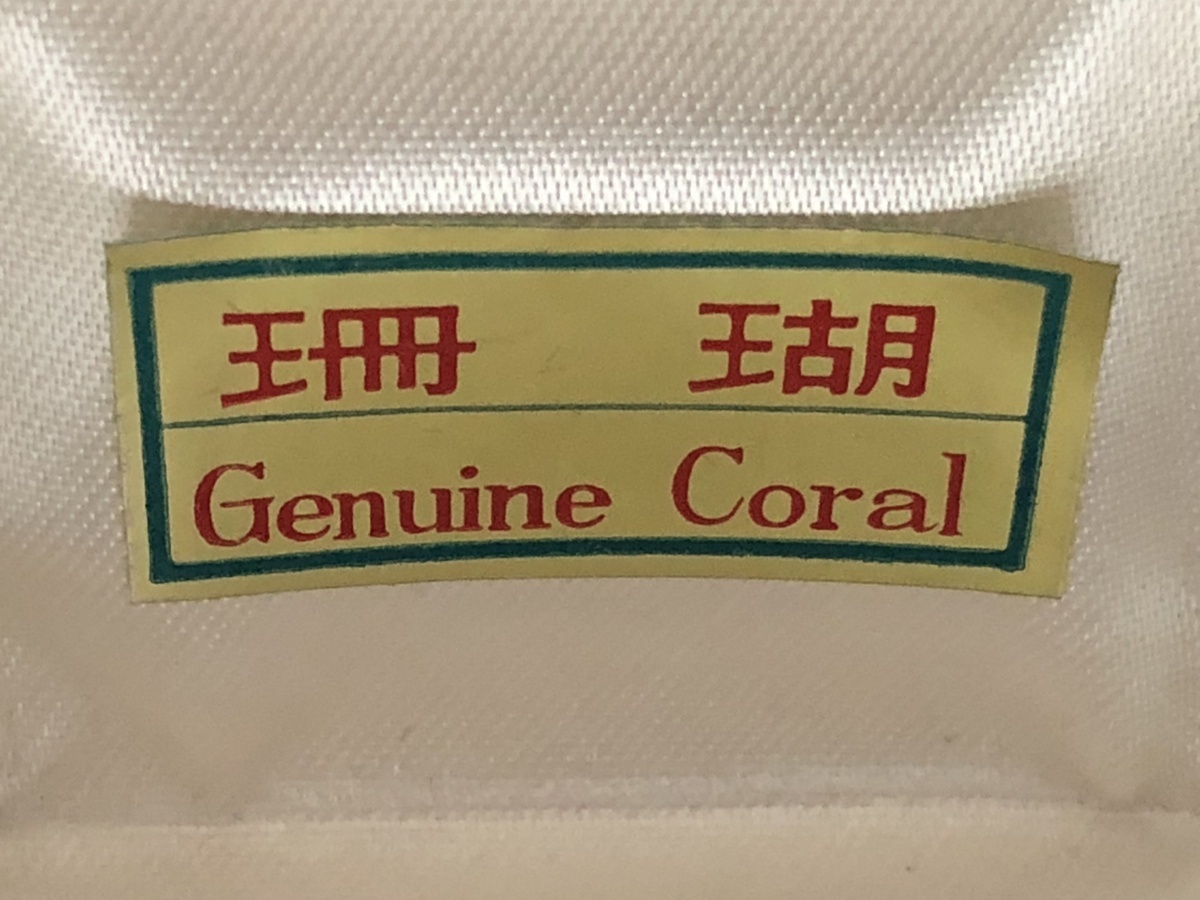 珊瑚
Genuine Coral